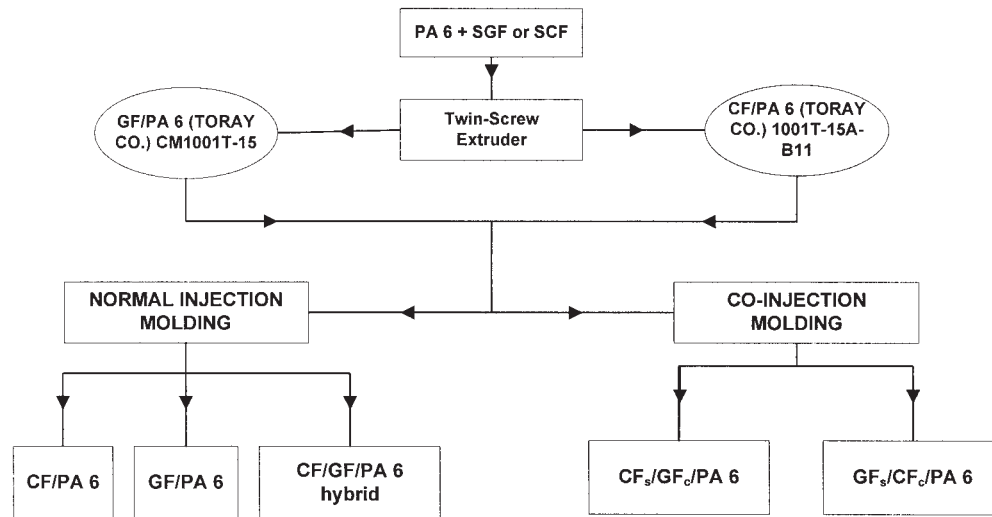 PA 6 + SGF or SCF
GF/PA 6 (TORAY
CO.) CM1001T-15
Twin-Screw
Extruder
CF/PA 6 (TORAY
CO.) 1001T-15A-
B11
NORMAL INJECTION
MOLDING
CO-INJECTION
MOLDING
CF/PA 6
GF/PA 6
CF/GF/PA 6
hybrid
CFₛ/GF꜀/PA 6
GFₛ/CF꜀/PA 6